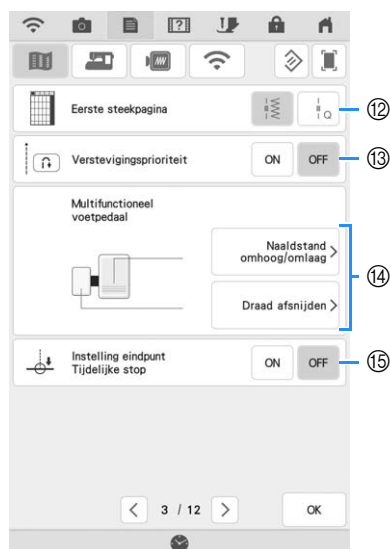 Eerste steekpagina
Q
⑫
Verstevigingsprioriteit
ON
OFF
⑬
Multifunctioneel
voetpedaal
Naaldstand
omhoog/omlaag >
Draad afsnijden >
⑭
Instelling eindpunt
Tijdelijke stop
ON
OFF
⑮
< 3 / 12 >
OK